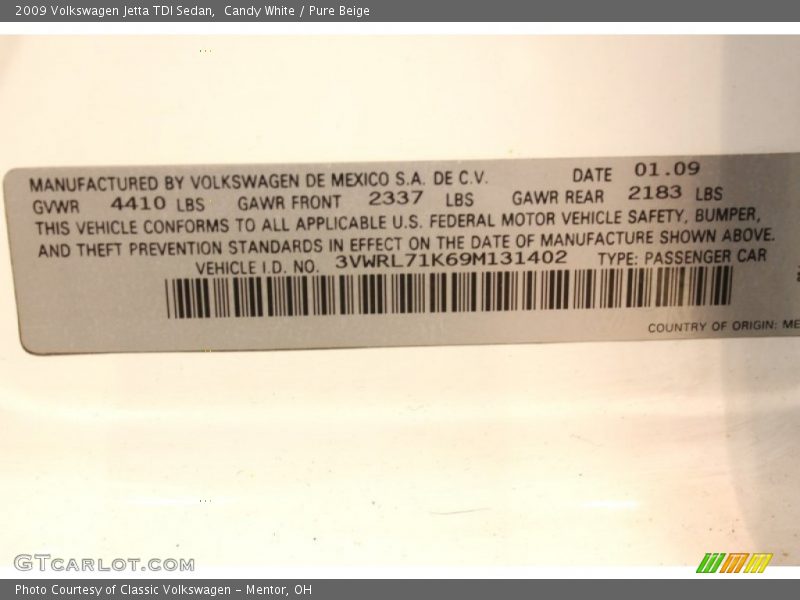 2009 Volkswagen Jetta TDI Sedan,  Candy White / Pure Beige
MANUFACTURED BY VOLKSWAGEN DE MEXICO S.A. DE C.V. DATE 01.09
GVWR 4410 LBS GAWR FRONT 2337 LBS GAWR REAR 2183 LBS
THIS VEHICLE CONFORMS TO ALL APPLICABLE U.S. FEDERAL MOTOR VEHICLE SAFETY, BUMPER,
AND THEFT PREVENTION STANDARDS IN EFFECT ON THE DATE OF MANUFACTURE SHOWN ABOVE.
VEHICLE I.D. NO. 3VWRL71K69M131402 TYPE: PASSENGER CAR
COUNTRY OF ORIGIN: ME
GTCARLOT.COM
Photo Courtesy of Classic Volkswagen - Mentor, OH